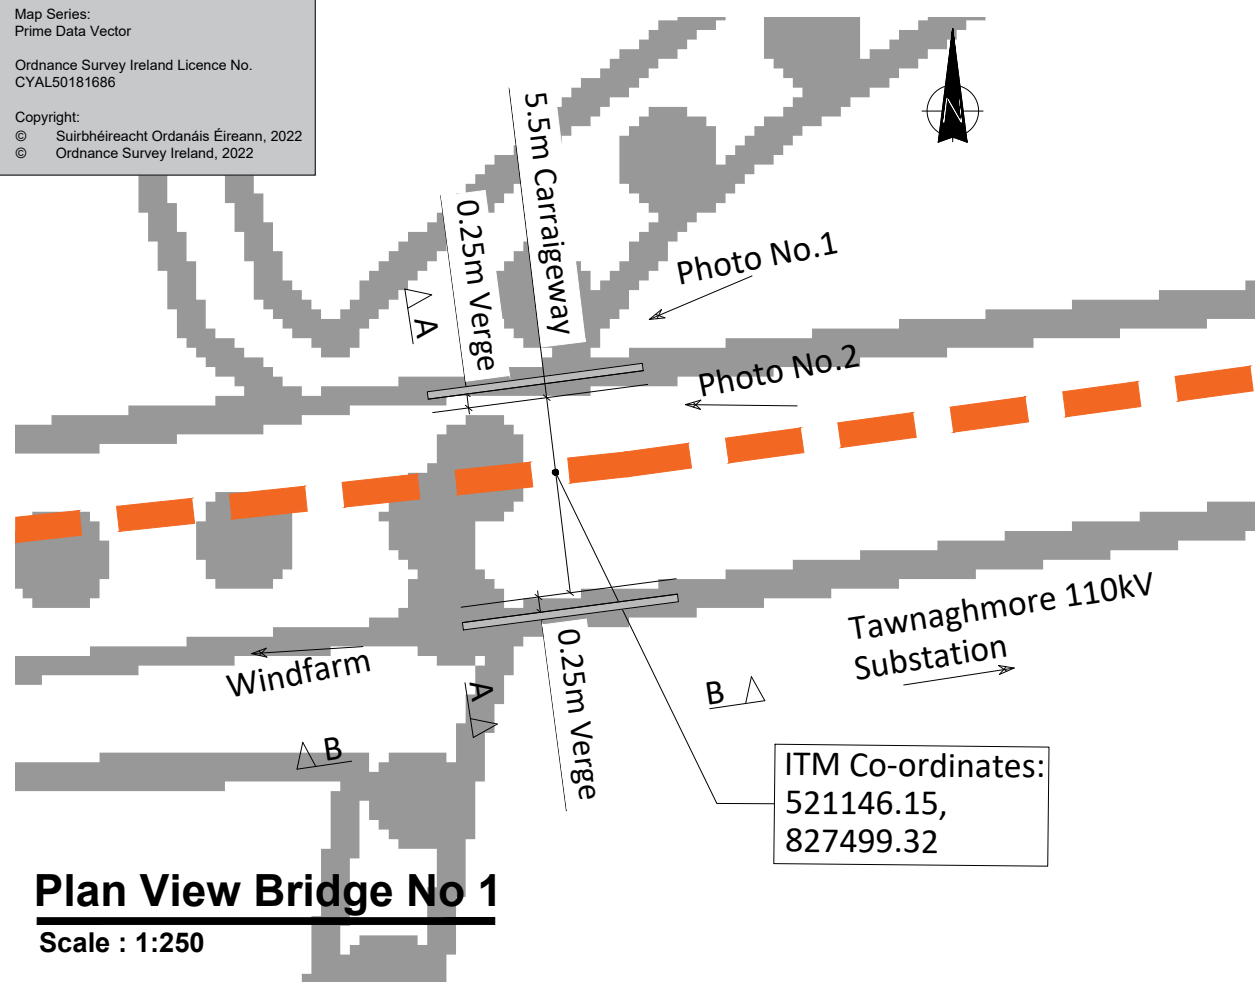 Map Series:
Prime Data Vector
Ordnance Survey Ireland Licence No.
CYAL50181686
Copyright:
© Suirbhéireacht Ordanáis Éireann, 2022
© Ordnance Survey Ireland, 2022
N
5.5m Carraigeway
0.25m Verge
A
Photo No.1
Photo No.2
Tawnaghmore 110kV
Substation
Windfarm
A
0.25m Verge
B
B
ITM Co-ordinates:
521146.15,
827499.32
Plan View Bridge No 1
Scale : 1:250